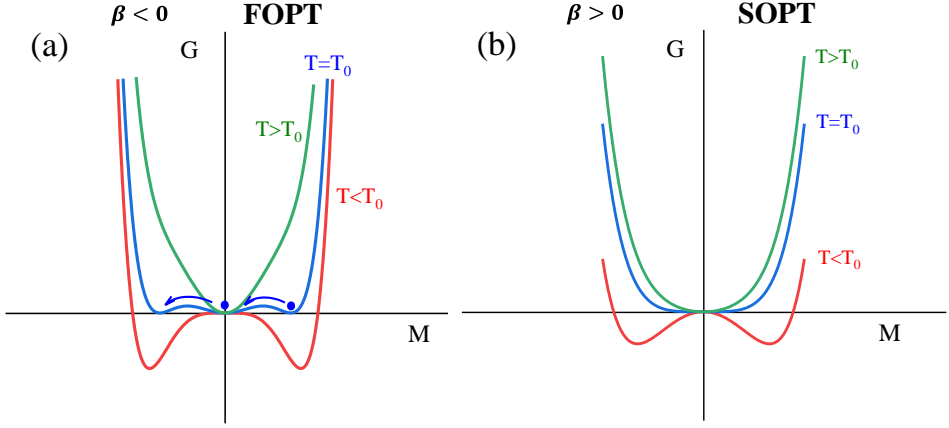 β < 0 FOPT
(a)
G
T=T₀
T>T₀
T<T₀
M
β > 0 SOPT
(b)
G
T>T₀
T=T₀
T<T₀
M